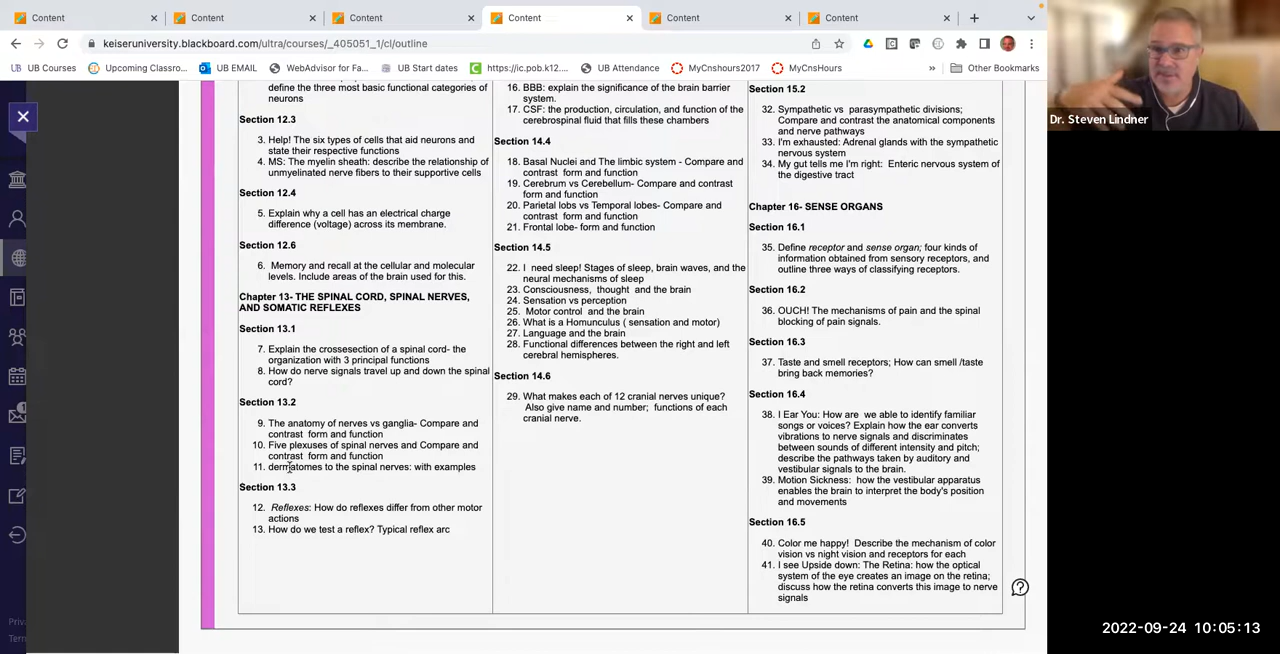 Content
Content
Content
Content
Content
Content
keiseruniversity.blackboard.com/ultra/courses/_405051_1/cl/outline
UB Courses
Upcoming Classro...
UB EMAIL
WebAdvisor for Fa...
UB Start dates
https://ic.pob.k12....
UB Attendance
MyCnshours2017
MyCnsHours
»
Other Bookmarks
define the three most basic functional categories of
neurons
Section 12.3
3. Help! The six types of cells that aid neurons and
state their respective functions
4. MS: The myelin sheath: describe the relationship of
unmyelinated nerve fibers to their supportive cells
Section 12.4
5. Explain why a cell has an electrical charge
difference (voltage) across its membrane.
Section 12.6
6. Memory and recall at the cellular and molecular
levels. Include areas of the brain used for this.
Chapter 13- THE SPINAL CORD, SPINAL NERVES,
AND SOMATIC REFLEXES
Section 13.1
7. Explain the crossesection of a spinal cord- the
organization with 3 principal functions
8. How do nerve signals travel up and down the spinal
cord?
Section 13.2
9. The anatomy of nerves vs ganglia- Compare and
contrast form and function
10. Five plexuses of spinal nerves and Compare and
contrast form and function
11. dermatomes to the spinal nerves: with examples
Section 13.3
12. Reflexes: How do reflexes differ from other motor
actions
13. How do we test a reflex? Typical reflex arc
16. BBB: explain the significance of the brain barrier
system.
17. CSF: the production, circulation, and function of the
cerebrospinal fluid that fills these chambers
Section 14.4
18. Basal Nuclei and The limbic system - Compare and
contrast form and function
19. Cerebrum vs Cerebellum- Compare and contrast
form and function
20. Parietal lobs vs Temporal lobes- Compare and
contrast form and function
21. Frontal lobe- form and function
Section 14.5
22. I need sleep! Stages of sleep, brain waves, and the
neural mechanisms of sleep
23. Consciousness, thought and the brain
24. Sensation vs perception
25. Motor control and the brain
26. What is a Homunculus ( sensation and motor)
27. Language and the brain
28. Functional differences between the right and left
cerebral hemispheres.
Section 14.6
29. What makes each of 12 cranial nerves unique?
Also give name and number; functions of each
cranial nerve.
Section 15.2
32. Sympathetic vs parasympathetic divisions;
Compare and contrast the anatomical components
and nerve pathways
33. I'm exhausted: Adrenal glands with the sympathetic
nervous system
34. My gut tells me I'm right: Enteric nervous system of
the digestive tract
Chapter 16- SENSE ORGANS
Section 16.1
35. Define receptor and sense organ; four kinds of
information obtained from sensory receptors, and
outline three ways of classifying receptors.
Section 16.2
36. OUCH! The mechanisms of pain and the spinal
blocking of pain signals.
Section 16.3
37. Taste and smell receptors; How can smell /taste
bring back memories?
Section 16.4
38. I Ear You: How are we able to identify familiar
songs or voices? Explain how the ear converts
vibrations to nerve signals and discriminates
between sounds of different intensity and pitch;
describe the pathways taken by auditory and
vestibular signals to the brain.
39. Motion Sickness: how the vestibular apparatus
enables the brain to interpret the body's position
and movements
Section 16.5
40. Color me happy! Describe the mechanism of color
vision vs night vision and receptors for each
41. I see Upside down: The Retina: how the optical
system of the eye creates an image on the retina;
discuss how the retina converts this image to nerve
signals
Priv
Tern
Dr. Steven Lindner
2022-09-24 10:05:13